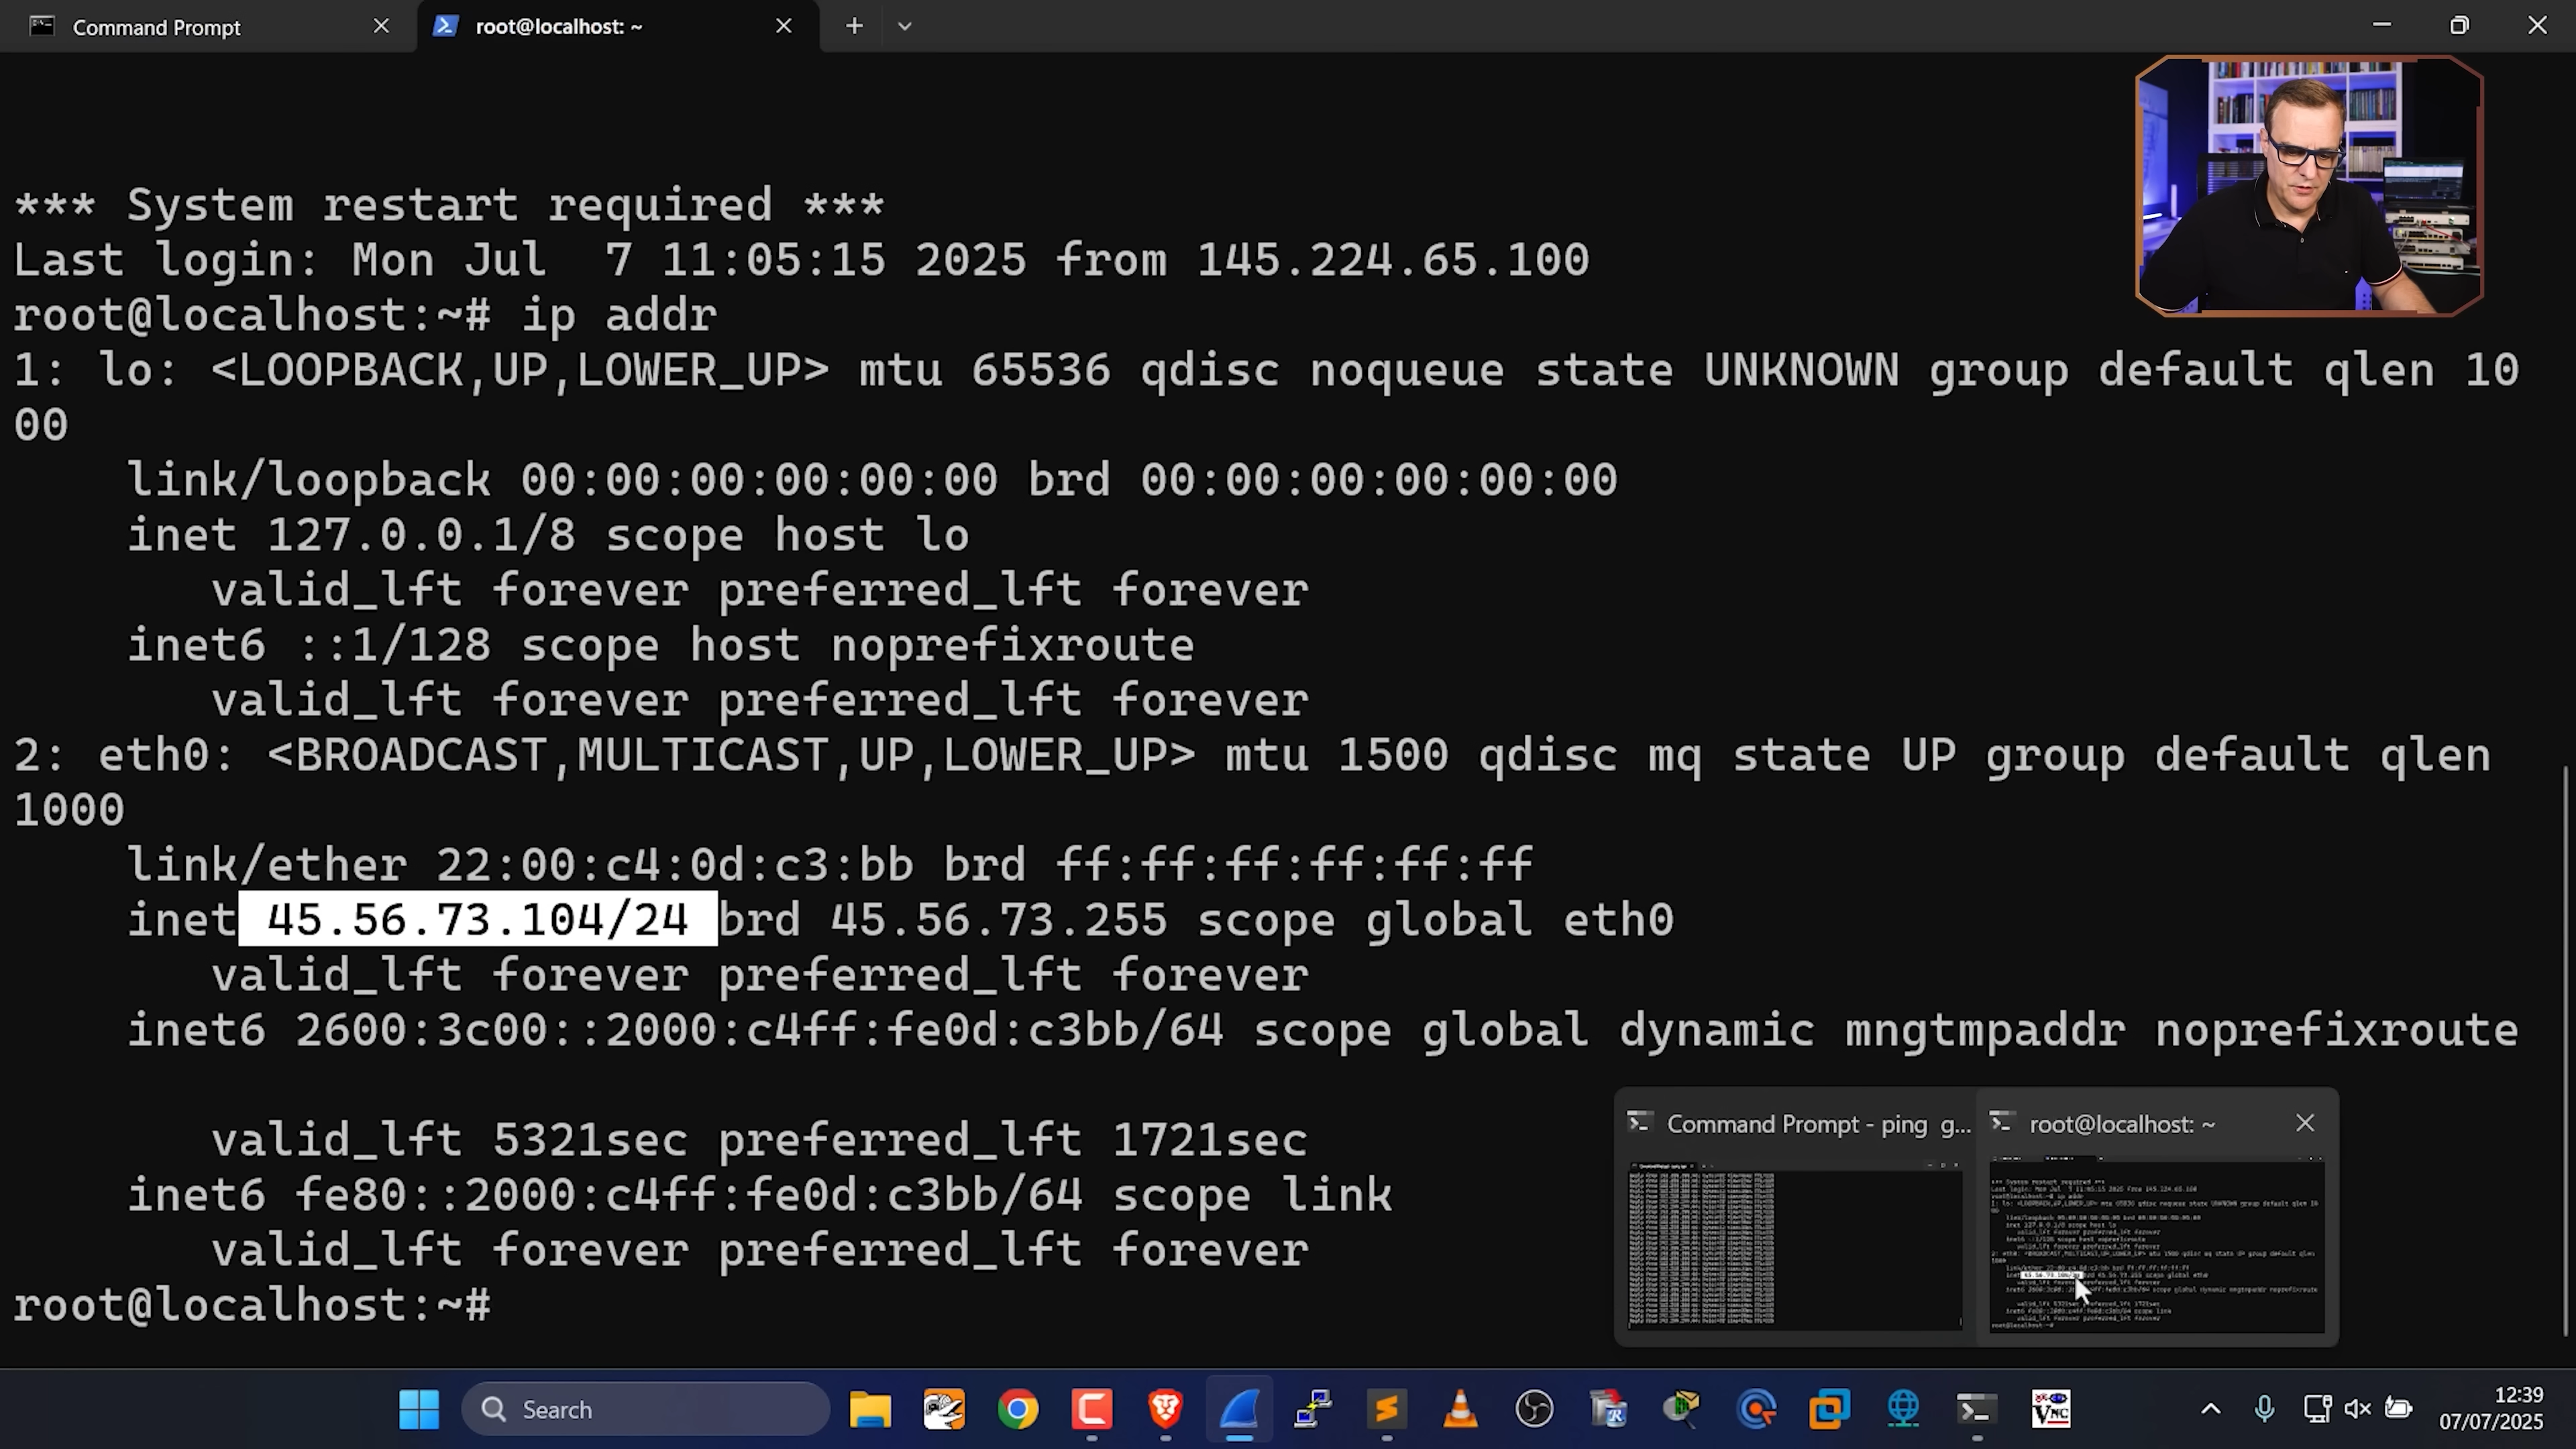 Command Prompt
root@localhost: ~
*** System restart required ***
Last login: Mon Jul  7 11:05:15 2025 from 145.224.65.100
root@localhost:~# ip addr
1: lo: <LOOPBACK,UP,LOWER_UP> mtu 65536 qdisc noqueue state UNKNOWN group default qlen 10
00
link/loopback 00:00:00:00:00:00 brd 00:00:00:00:00:00
inet 127.0.0.1/8 scope host lo
valid_lft forever preferred_lft forever
inet6 ::1/128 scope host noprefixroute
valid_lft forever preferred_lft forever
2: eth0: <BROADCAST,MULTICAST,UP,LOWER_UP> mtu 1500 qdisc mq state UP group default qlen
1000
link/ether 22:00:c4:0d:c3:bb brd ff:ff:ff:ff:ff:ff
inet 45.56.73.104/24 brd 45.56.73.255 scope global eth0
valid_lft forever preferred_lft forever
inet6 2600:3c00::2000:c4ff:fe0d:c3bb/64 scope global dynamic mngtmpaddr noprefixroute
valid_lft 5321sec preferred_lft 1721sec
inet6 fe80::2000:c4ff:fe0d:c3bb/64 scope link
valid_lft forever preferred_lft forever
root@localhost:~#
Command Prompt - ping g...
root@localhost: ~
Search
12:39
07/07/2025